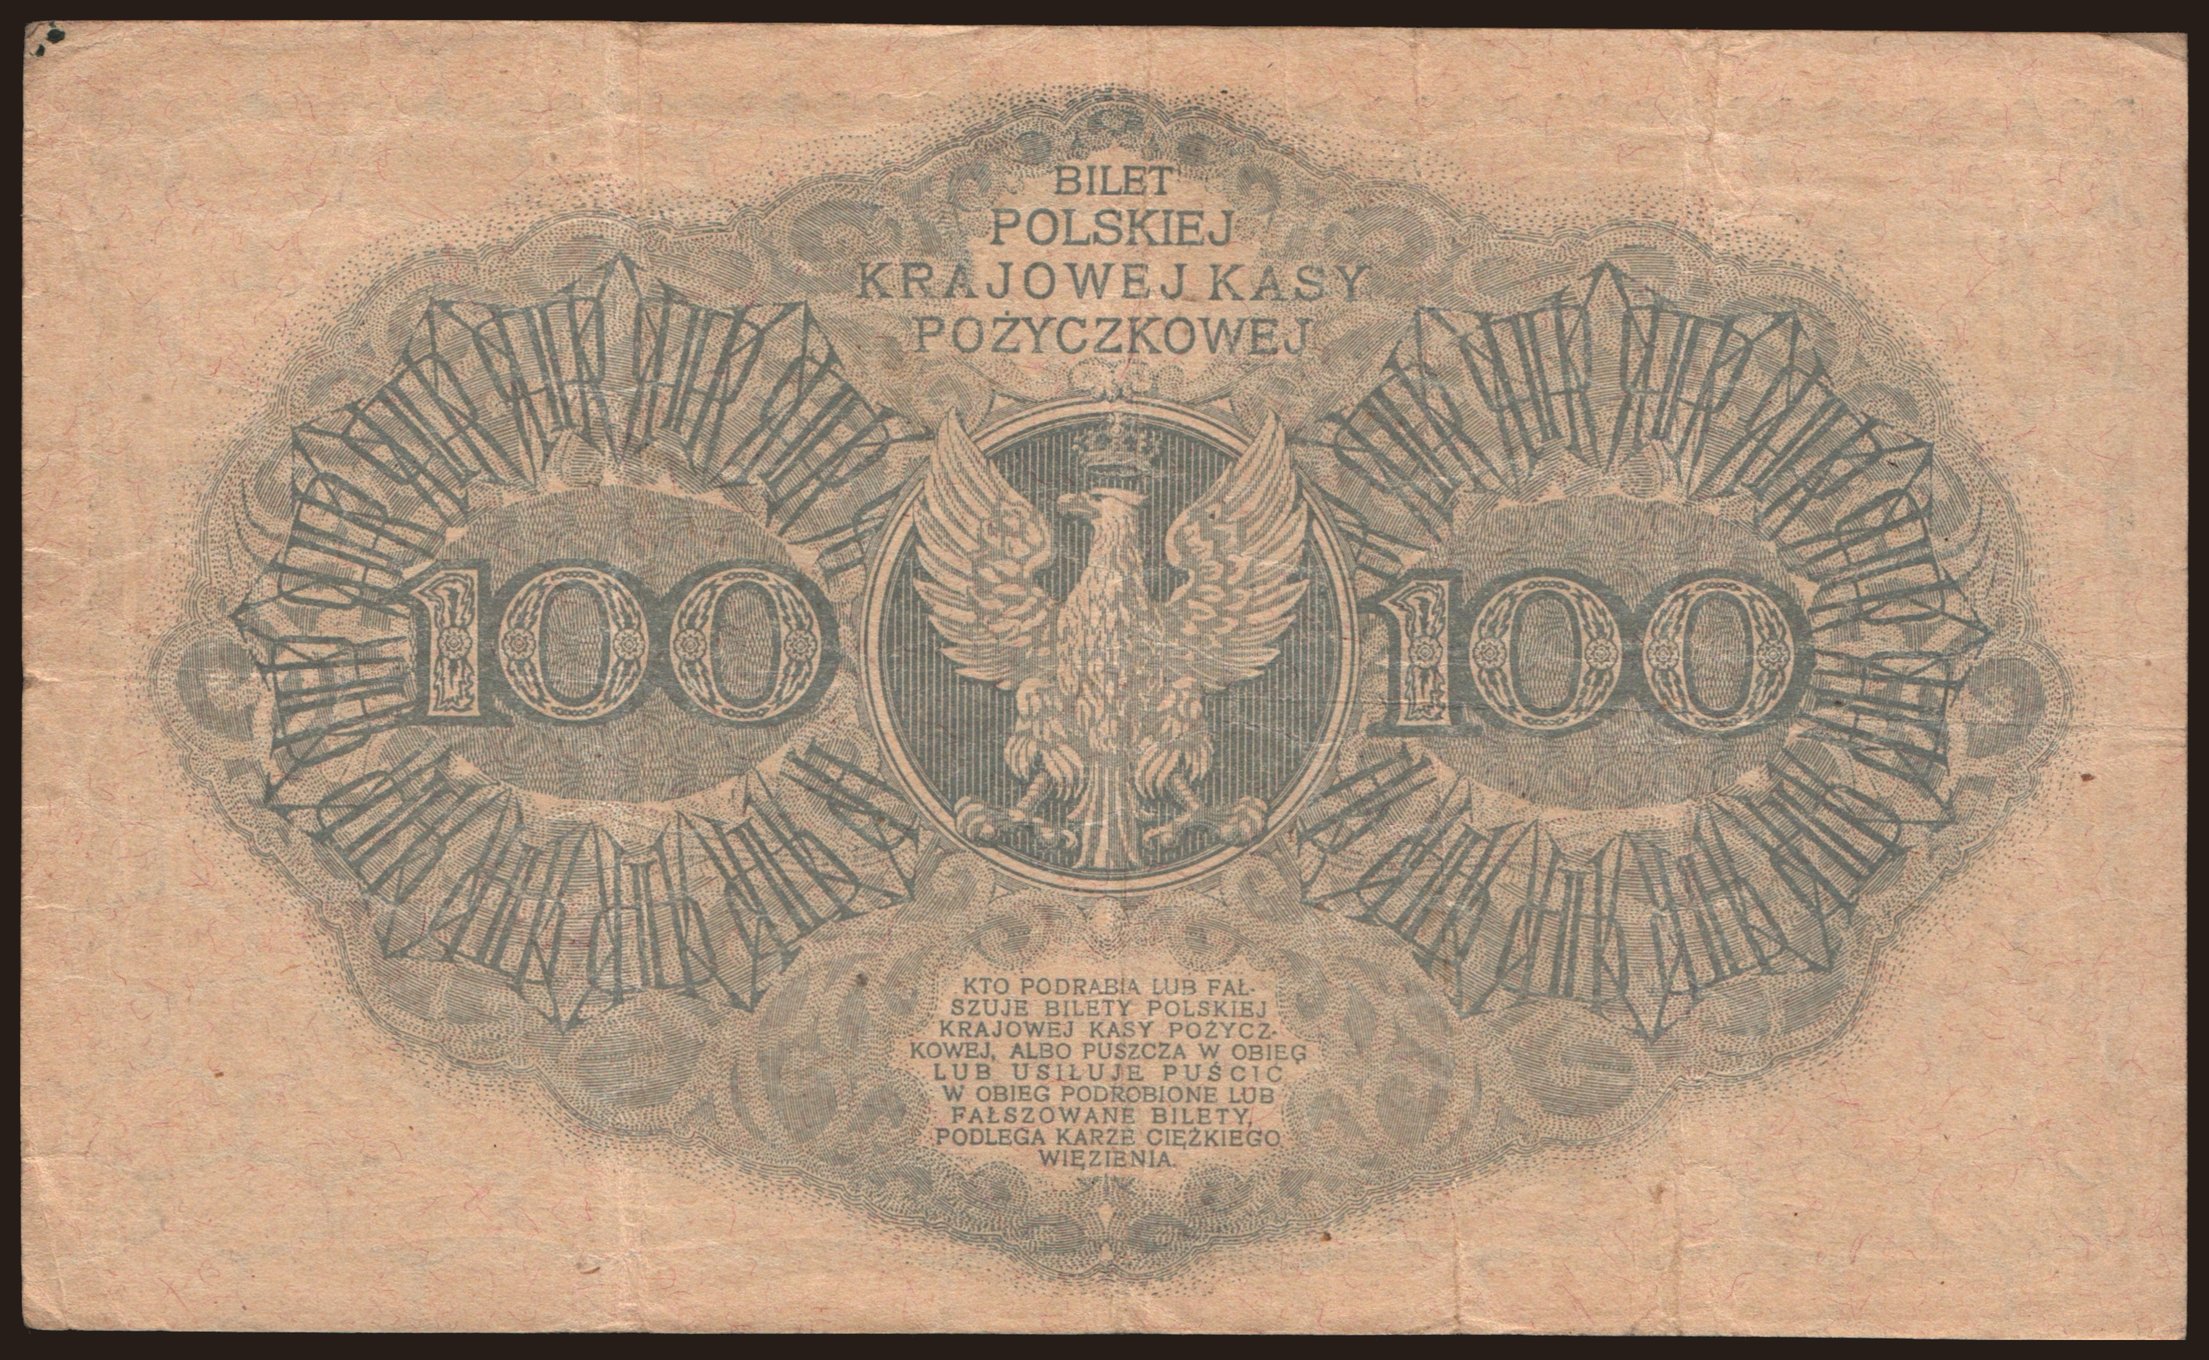 BILET
POLSKIEJ
KRAJOWEJ KASY
POŻYCZKOWEJ
100 100
KTO PODRABIA LUB FAŁ-
SZUJE BILETY POLSKIEJ
KRAJOWEJ KASY POŻYCZ-
KOWEJ, ALBO PUSZCZA W OBIEG
LUB USIŁUJE PUŚCIĆ
W OBIEG PODROBIONE LUB
FAŁSZOWANE BILETY,
PODLEGA KARZE CIĘŻKIEGO
WIĘZIENIA.